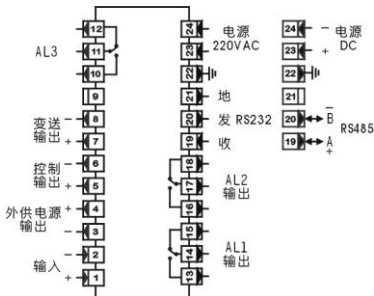 12
11
10
9
8
7
6
5
4
3
2
1
AL3
变送 -
输出 +
控制 -
输出 +
外供电源 +
输出 -
输入 -
+
24
23
22
21
20
19
18
17
16
15
14
13
电源
220VAC
地
发 RS232
收
AL2
输出
AL1
输出
24 - 电源
23 + DC
22
21
20 B̅
RS485
19 A
+